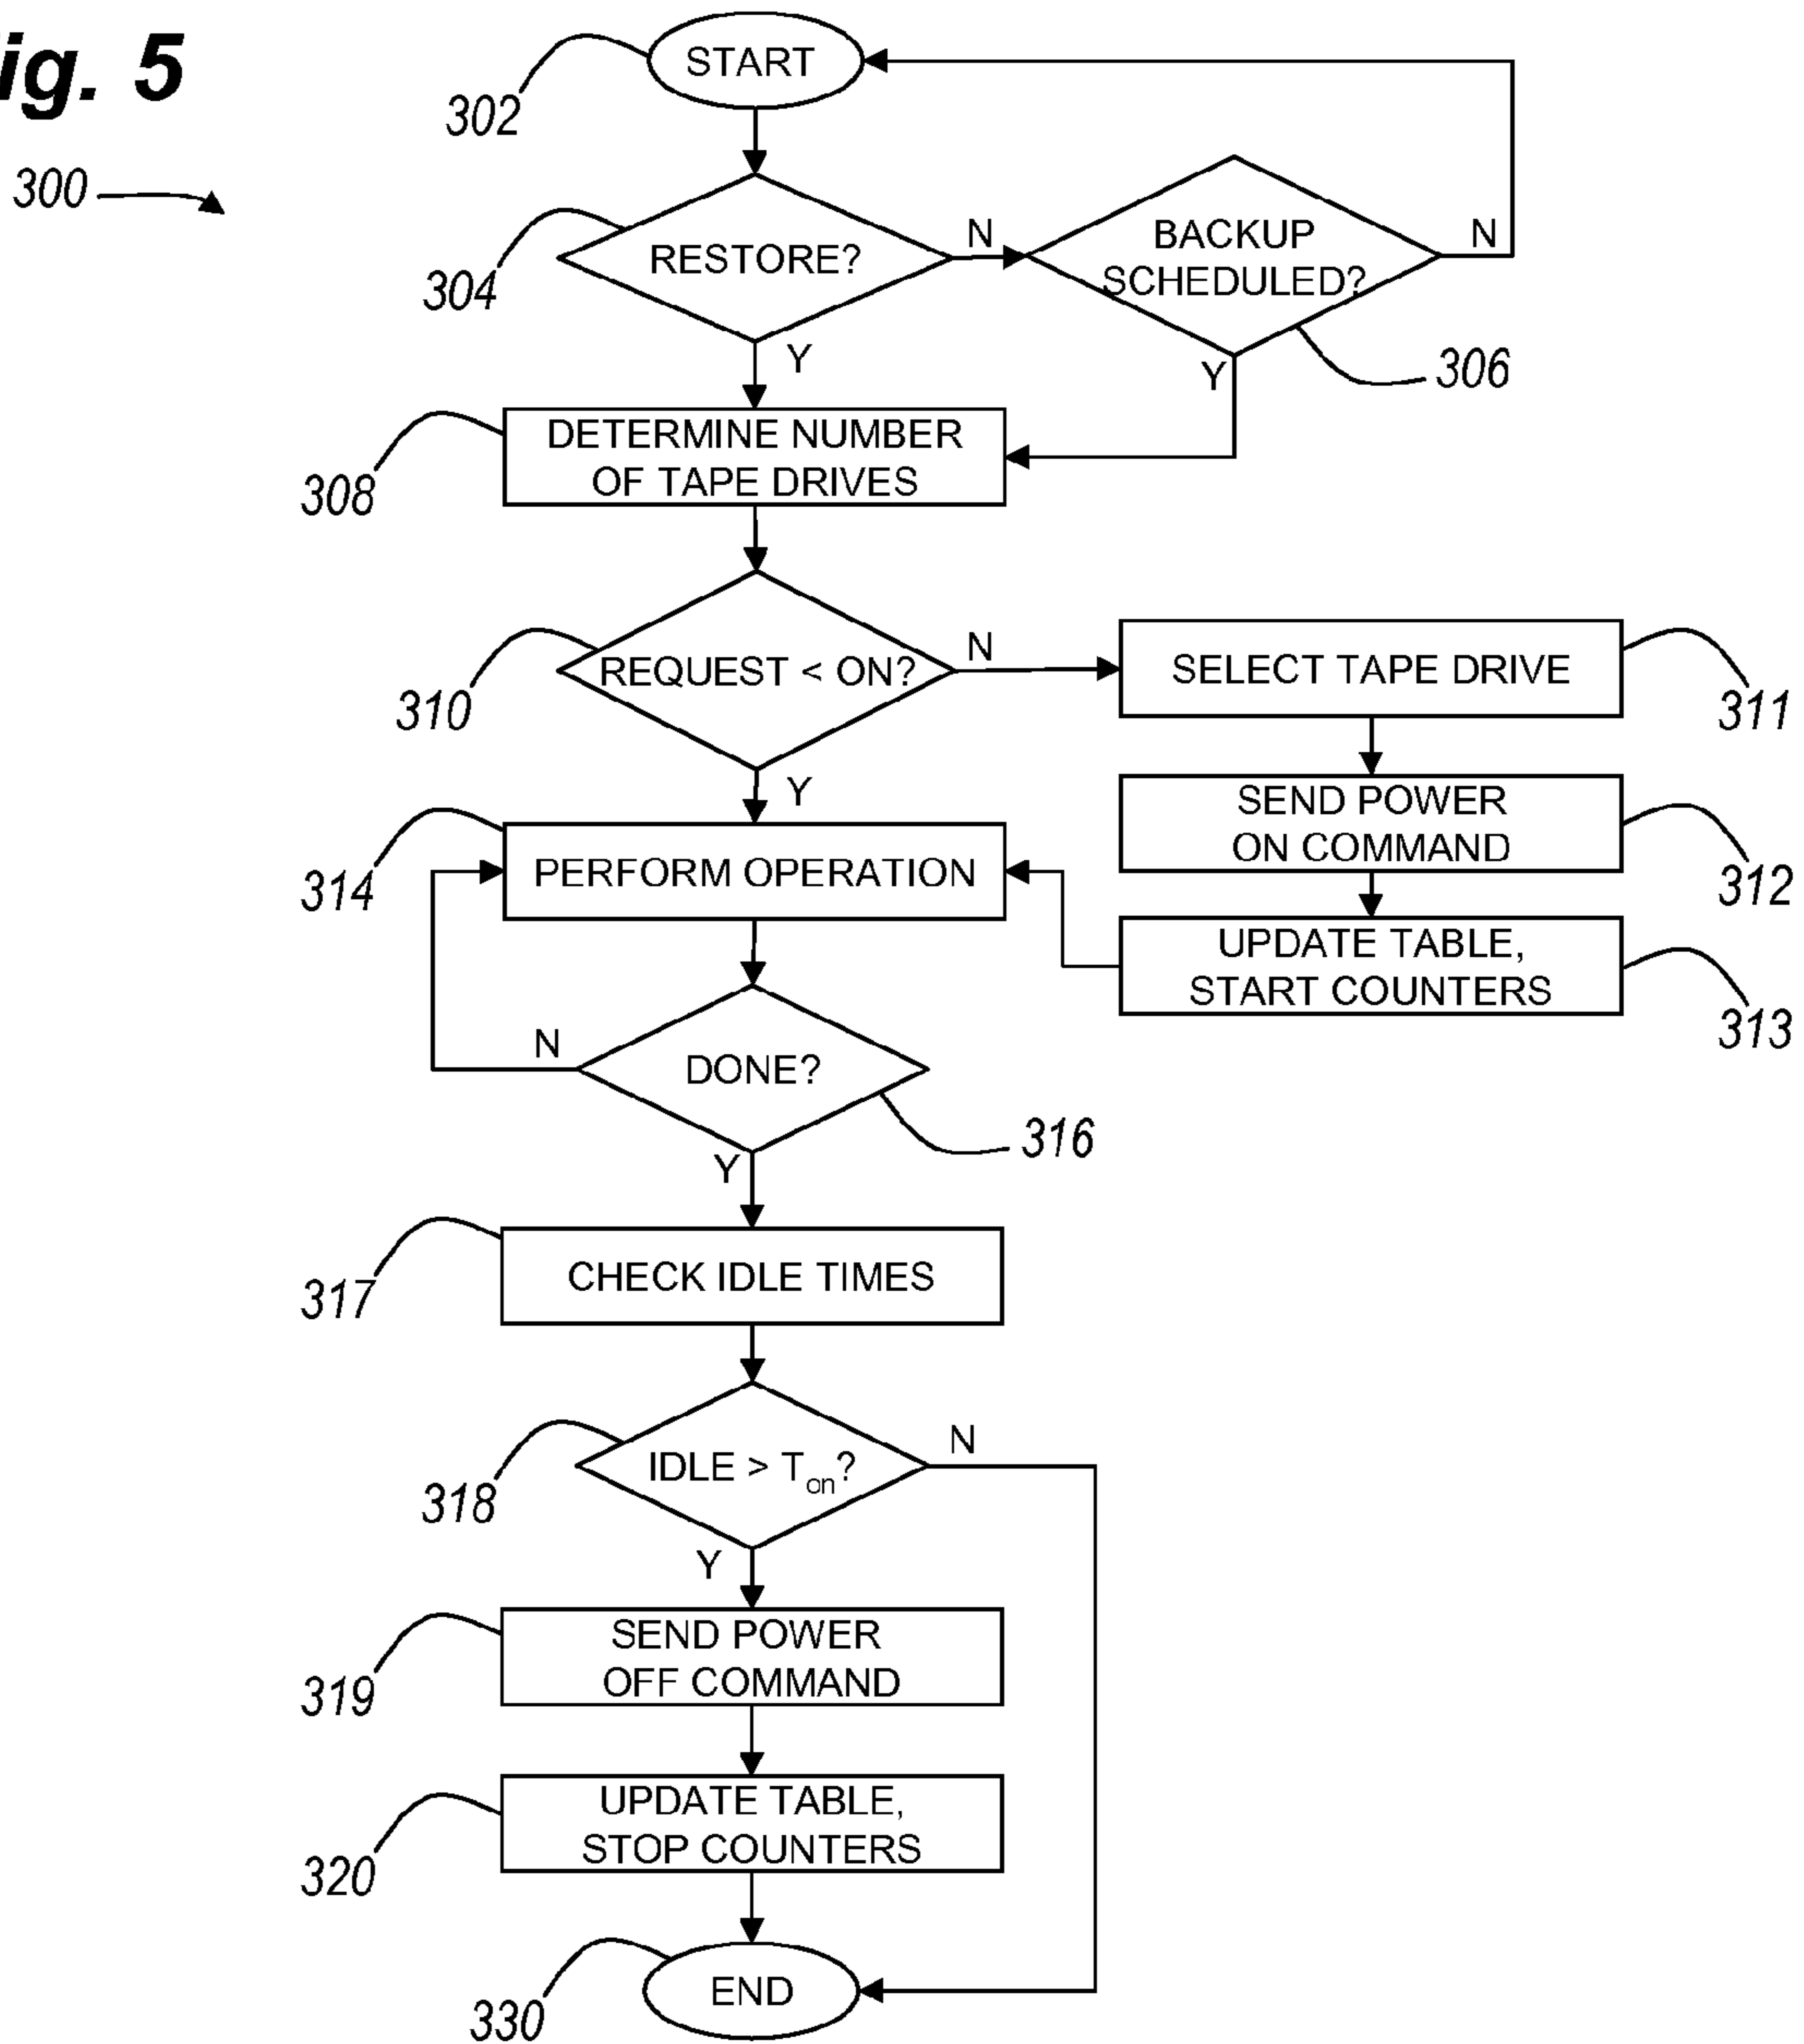 ig. 5
300
START
302
RESTORE?
304
N
BACKUP
SCHEDULED?
N
306
Y
Y
DETERMINE NUMBER
OF TAPE DRIVES
308
REQUEST < ON?
310
N
SELECT TAPE DRIVE
311
SEND POWER
ON COMMAND
312
UPDATE TABLE,
START COUNTERS
313
Y
PERFORM OPERATION
314
DONE?
N
316
Y
CHECK IDLE TIMES
317
IDLE > Ton?
318
N
Y
SEND POWER
OFF COMMAND
319
UPDATE TABLE,
STOP COUNTERS
320
END
330